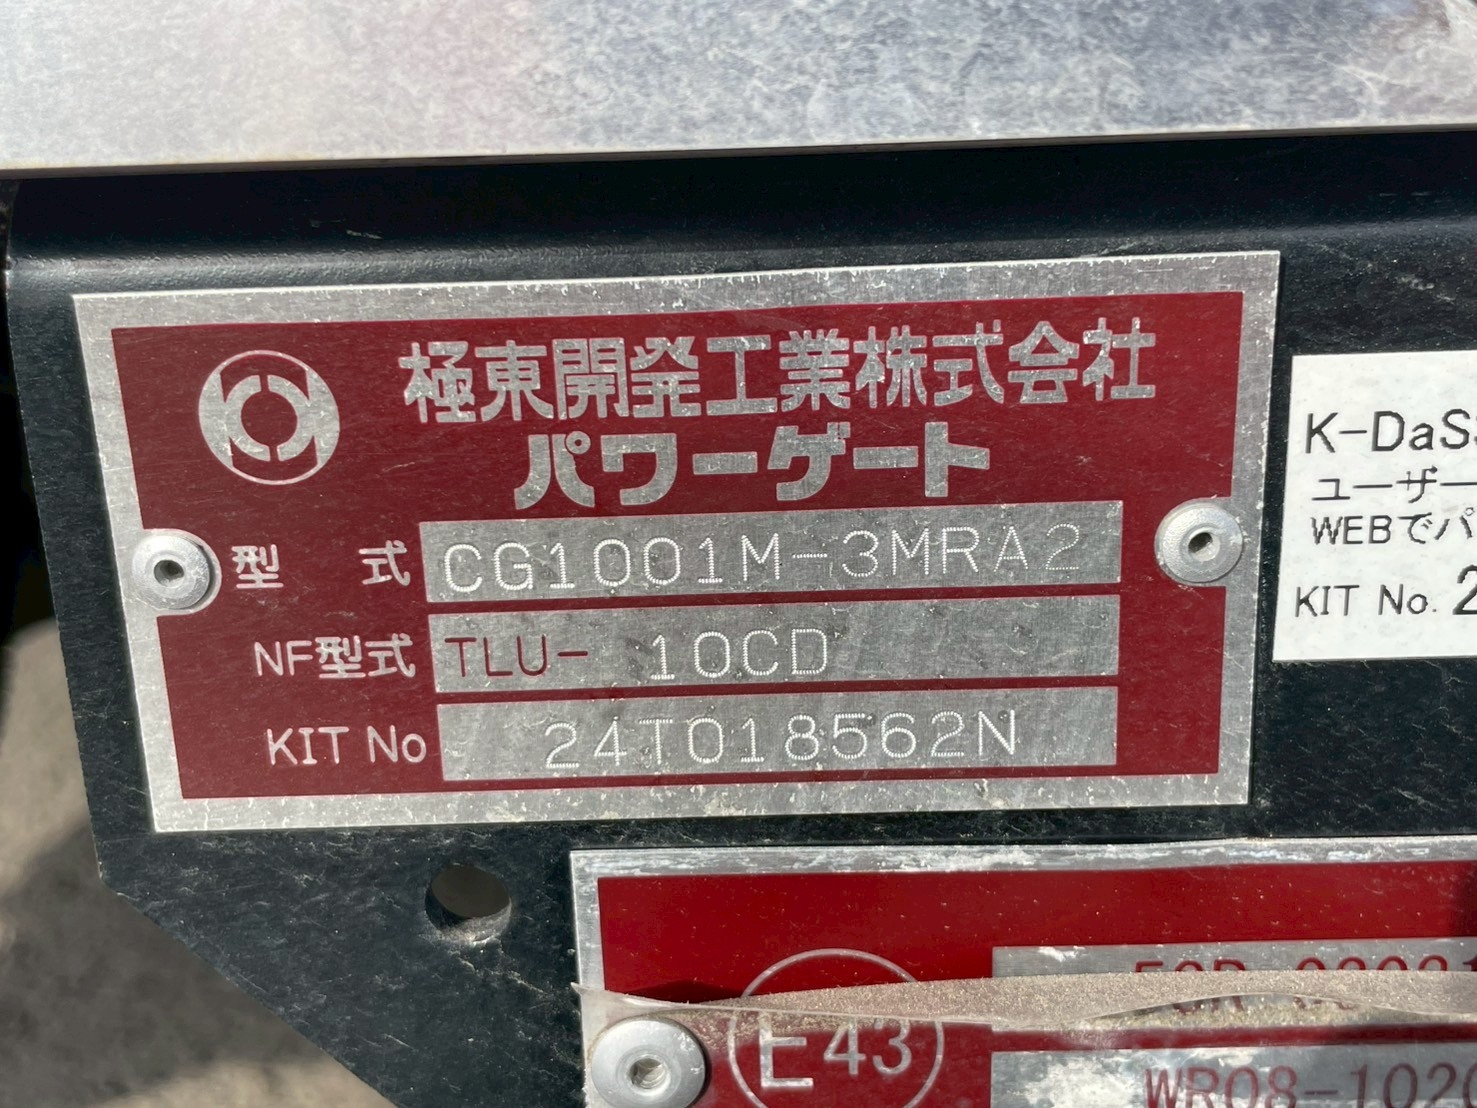 極東開発工業株式会社
パワーゲート
型 式 CG1001M-3MRA2
NF型式 TLU- 10CD
KIT No 24T018562N
K-DaS
ユーザー
WEBでパ
KIT No. 2
E43
WR08-102